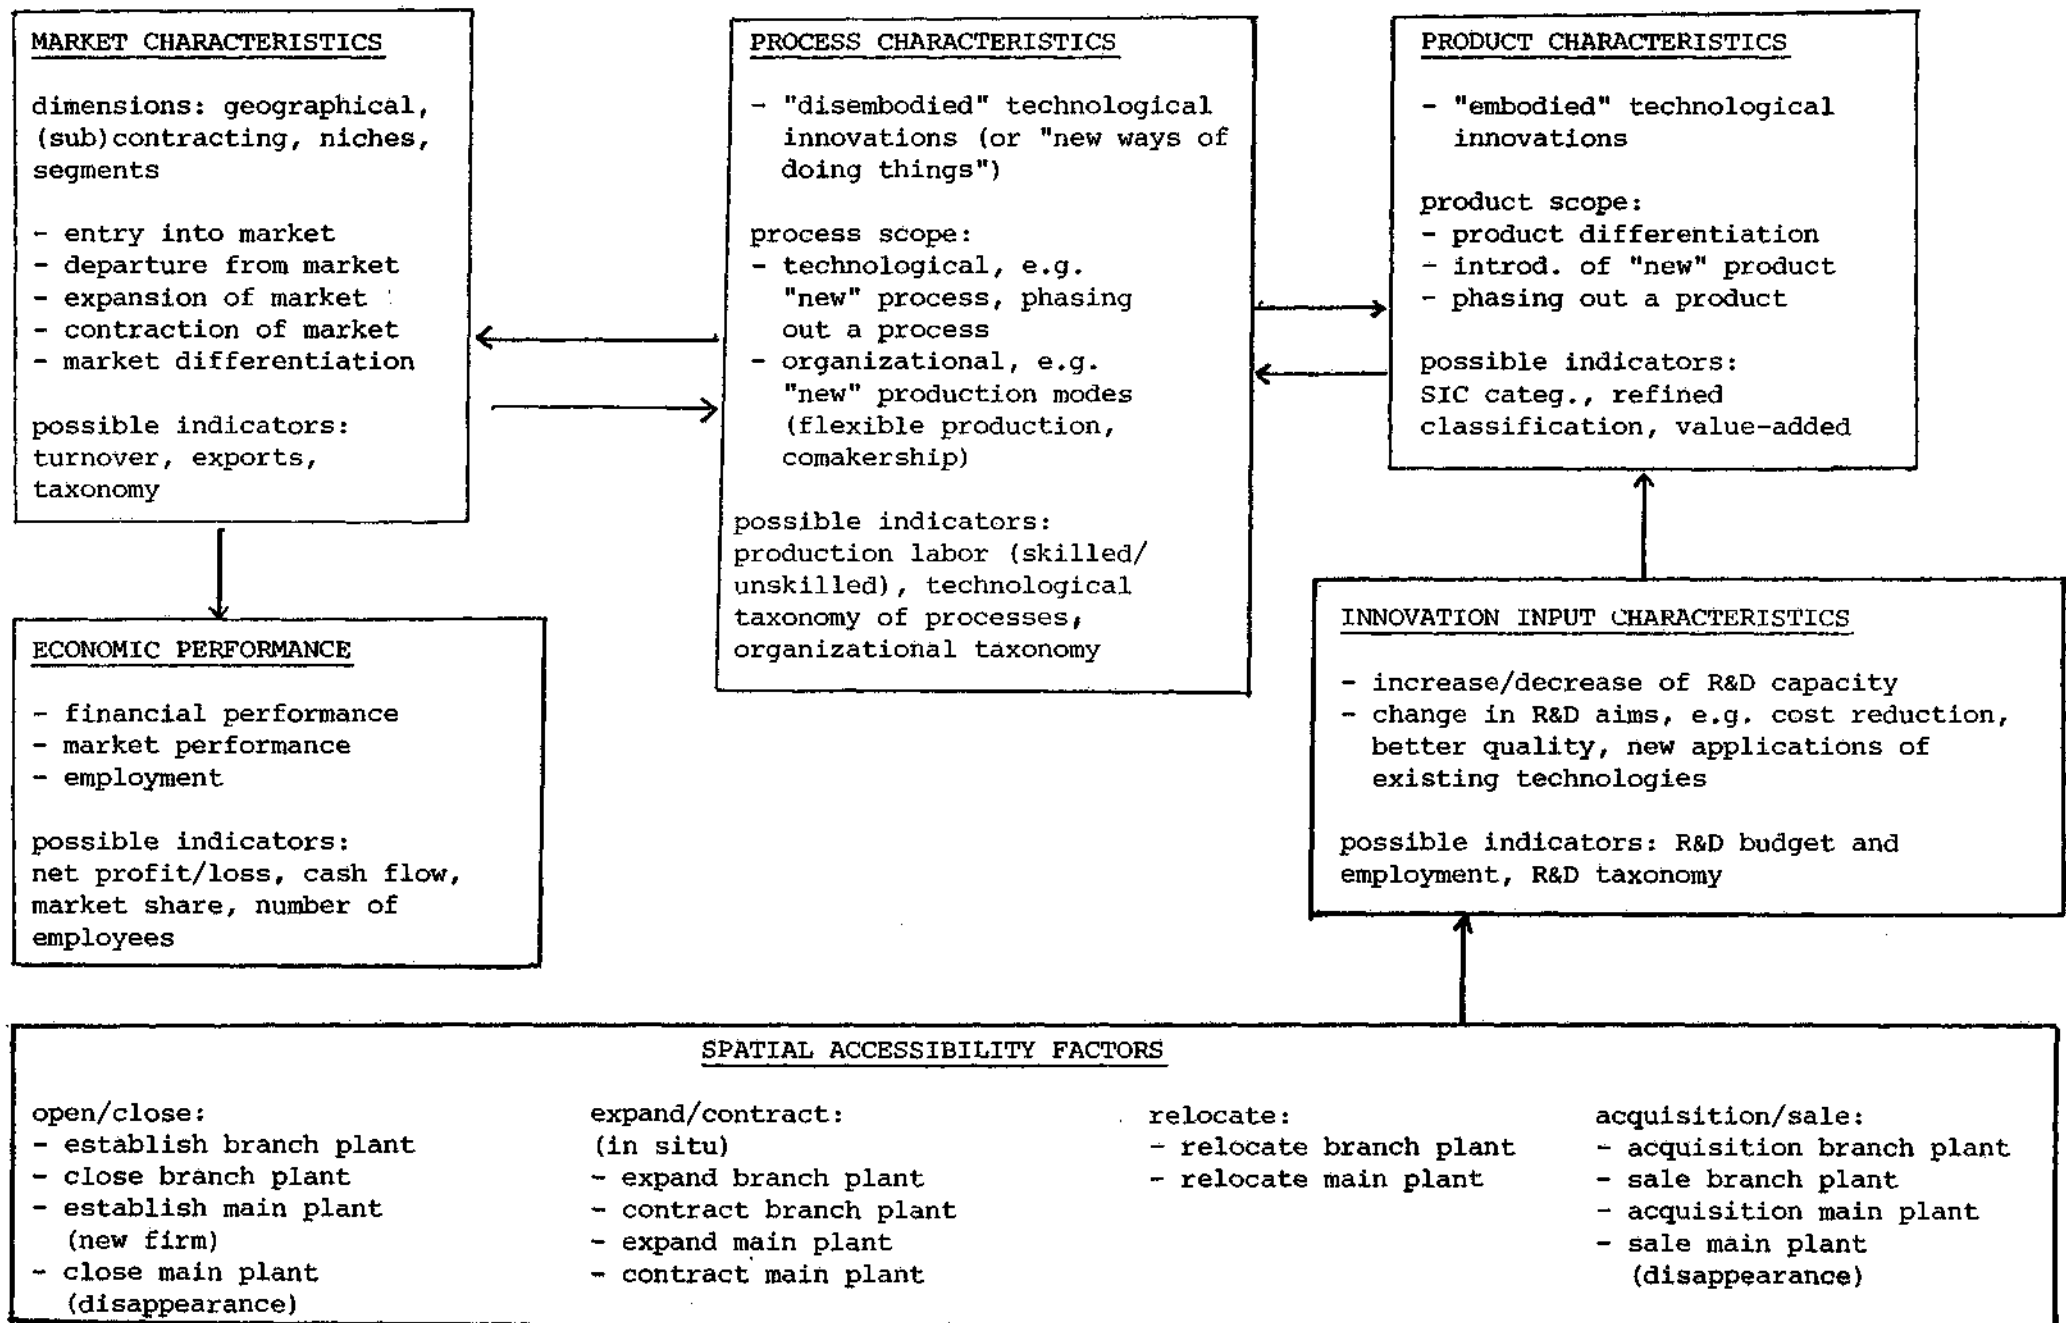 MARKET CHARACTERISTICS
dimensions: geographical,
(sub)contracting, niches,
segments
- entry into market
- departure from market
- expansion of market
- contraction of market
- market differentiation
possible indicators:
turnover, exports,
taxonomy
PROCESS CHARACTERISTICS
- "disembodied" technological
innovations (or "new ways of
doing things")
process scope:
- technological, e.g.
"new" process, phasing
out a process
- organizational, e.g.
"new" production modes
(flexible production,
comakership)
possible indicators:
production labor (skilled/
unskilled), technological
taxonomy of processes,
organizational taxonomy
PRODUCT CHARACTERISTICS
- "embodied" technological
innovations
product scope:
- product differentiation
- introd. of "new" product
- phasing out a product
possible indicators:
SIC categ., refined
classification, value-added
ECONOMIC PERFORMANCE
- financial performance
- market performance
- employment
possible indicators:
net profit/loss, cash flow,
market share, number of
employees
INNOVATION INPUT CHARACTERISTICS
- increase/decrease of R&D capacity
- change in R&D aims, e.g. cost reduction,
better quality, new applications of
existing technologies
possible indicators: R&D budget and
employment, R&D taxonomy
SPATIAL ACCESSIBILITY FACTORS
open/close:
- establish branch plant
- close branch plant
- establish main plant
(new firm)
- close main plant
(disappearance)
expand/contract:
(in situ)
- expand branch plant
- contract branch plant
- expand main plant
- contract main plant
relocate:
- relocate branch plant
- relocate main plant
acquisition/sale:
- acquisition branch plant
- sale branch plant
- acquisition main plant
- sale main plant
(disappearance)